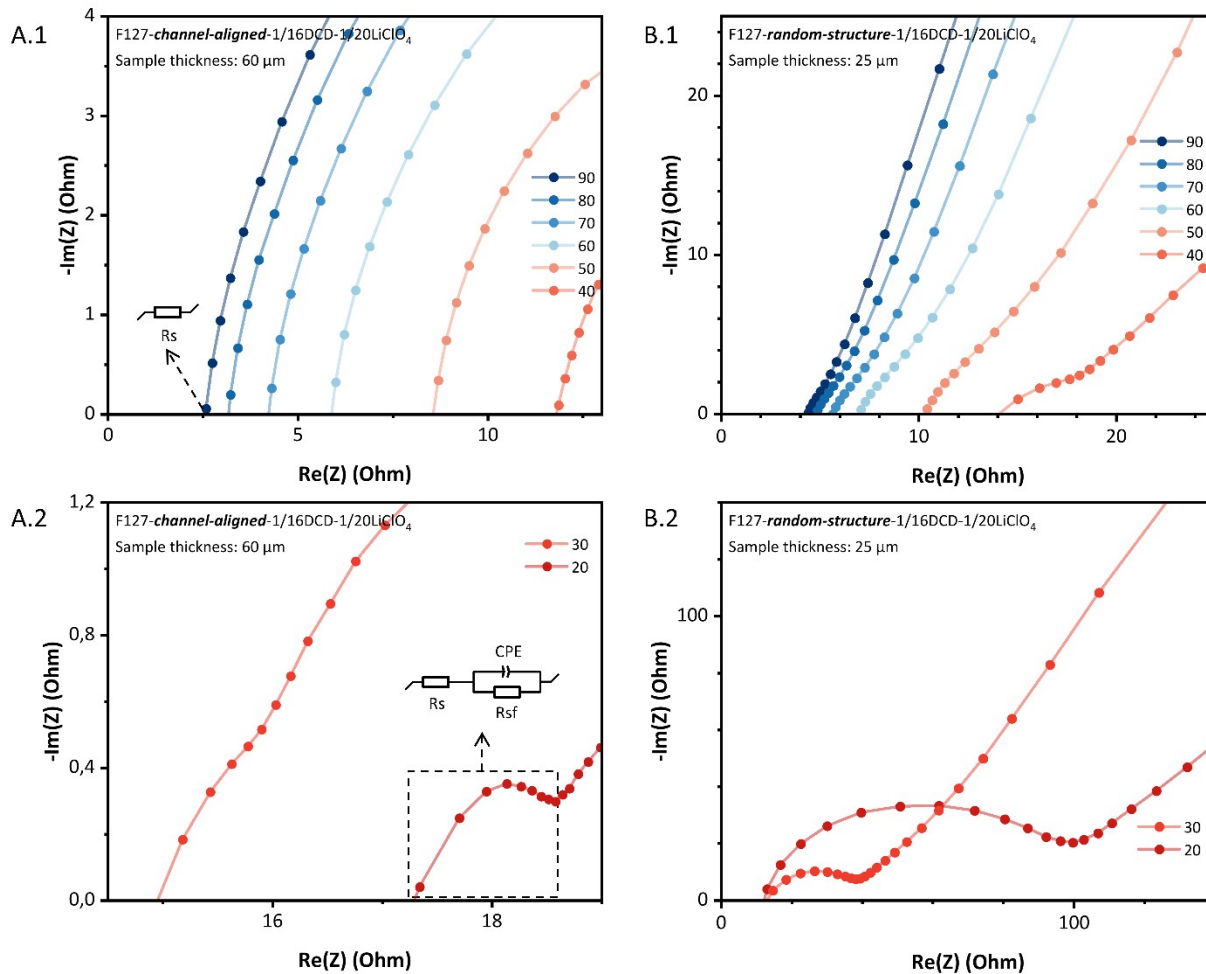 A.1
F127-channel-aligned-1/16DCD-1/20LiClO4
Sample thickness: 60 μm
4
3
2
1
0
-Im(Z) (Ohm)
90
80
70
60
50
40
Rs
0
5
10
Re(Z) (Ohm)
B.1
F127-random-structure-1/16DCD-1/20LiClO4
Sample thickness: 25 μm
20
10
0
-Im(Z) (Ohm)
90
80
70
60
50
40
0
10
20
Re(Z) (Ohm)
A.2
F127-channel-aligned-1/16DCD-1/20LiClO4
Sample thickness: 60 μm
1,2
0,8
0,4
0,0
-Im(Z) (Ohm)
30
20
CPE
Rs
Rsf
16
18
Re(Z) (Ohm)
B.2
F127-random-structure-1/16DCD-1/20LiClO4
Sample thickness: 25 μm
100
0
-Im(Z) (Ohm)
30
20
0
100
Re(Z) (Ohm)